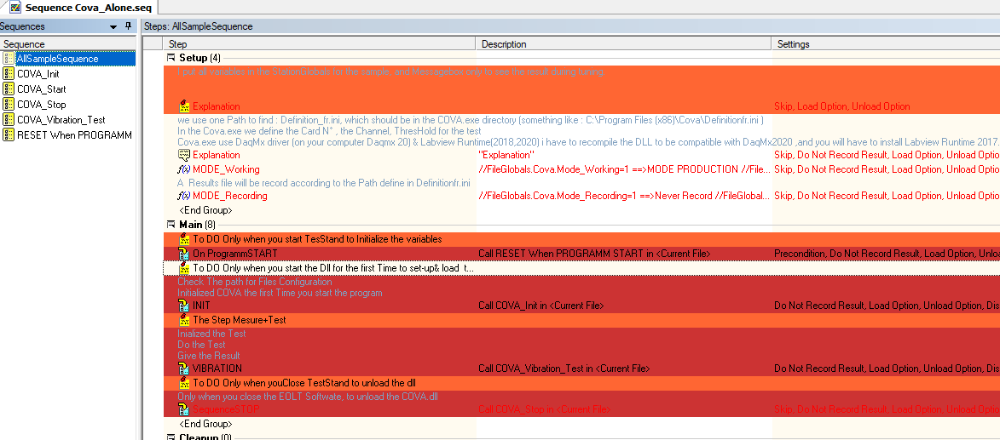 Sequence Cova_Alone.seq
Sequences
Steps: AllSampleSequence
Sequence
Step Description Settings
AllSampleSequence
COVA_Init
COVA_Start
COVA_Stop
COVA_Vibration_Test
RESET When PROGRAMM
Setup (4)
Explanation Skip, Load Option, Unload Option
we use one Path to find : Definition_fr.ini, which should be in the COVA.exe directory (something like : C:\Program Files (x86)\Cova\Definitionfr.ini )
In the Cova.exe we define the Card N° , the Channel, ThresHold for the test
Cova.exe use DaqMx driver (on your computer Daqmx 20) & Labview Runtime(2018,2020) i have to recompile the DLL to be compatible with DaqMx2020 ,and you will have to install Labview Runtime 2017.
Explanation "Explanation" Skip, Do Not Record Result, Load Option, Unload Optio
MODE_Working //FileGlobals.Cova.Mode_Working=1 ==>MODE PRODUCTION //File... Skip, Do Not Record Result, Load Option, Unload Optio
A Results file will be record according to the Path define in Definitionfr.ini
MODE_Recording //FileGlobals.Cova.Mode_Recording=1 ==>Never Record //FileGlobal... Skip, Do Not Record Result, Load Option, Unload Optio
<End Group>
Main (8)
To DO Only when you start TesStand to Initialize the variables
On ProgrammSTART Call RESET When PROGRAMM START in <Current File> Precondition, Do Not Record Result, Load Option, Unloa
To DO Only when you start the Dll for the first Time to set-up& load t...
Check The path for Files Configuration
Initialized COVA the first Time you start the program
INIT Call COVA_Init in <Current File> Do Not Record Result, Load Option, Unload Option, Dis
The Step Mesure+Test
Inialized the Test
Do the Test
Give the Result
VIBRATION Call COVA_Vibration_Test in <Current File> Do Not Record Result, Load Option, Unload Option, Dis
To DO Only when youClose TestStand to unload the dll
Only when you close the EOLT Softwate, to unload the COVA.dll
SequenceSTOP Call COVA_Stop in <Current File> Skip, Do Not Record Result, Load Option, Unload Optio
<End Group>
Cleanup (0)